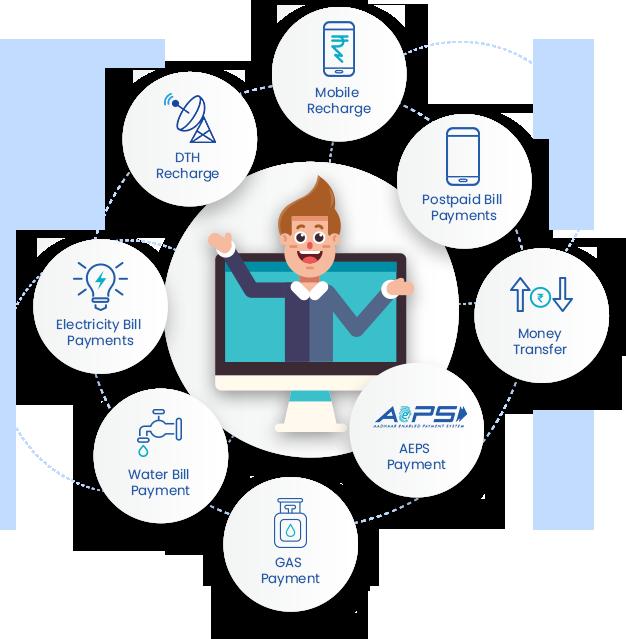 Mobile
Recharge
DTH
Recharge
Postpaid Bill
Payments
Electricity Bill
Payments
Money
Transfer
AePS
AADHAAR ENABLED PAYMENT SYSTEM
AEPS
Payment
Water Bill
Payment
GAS
Payment